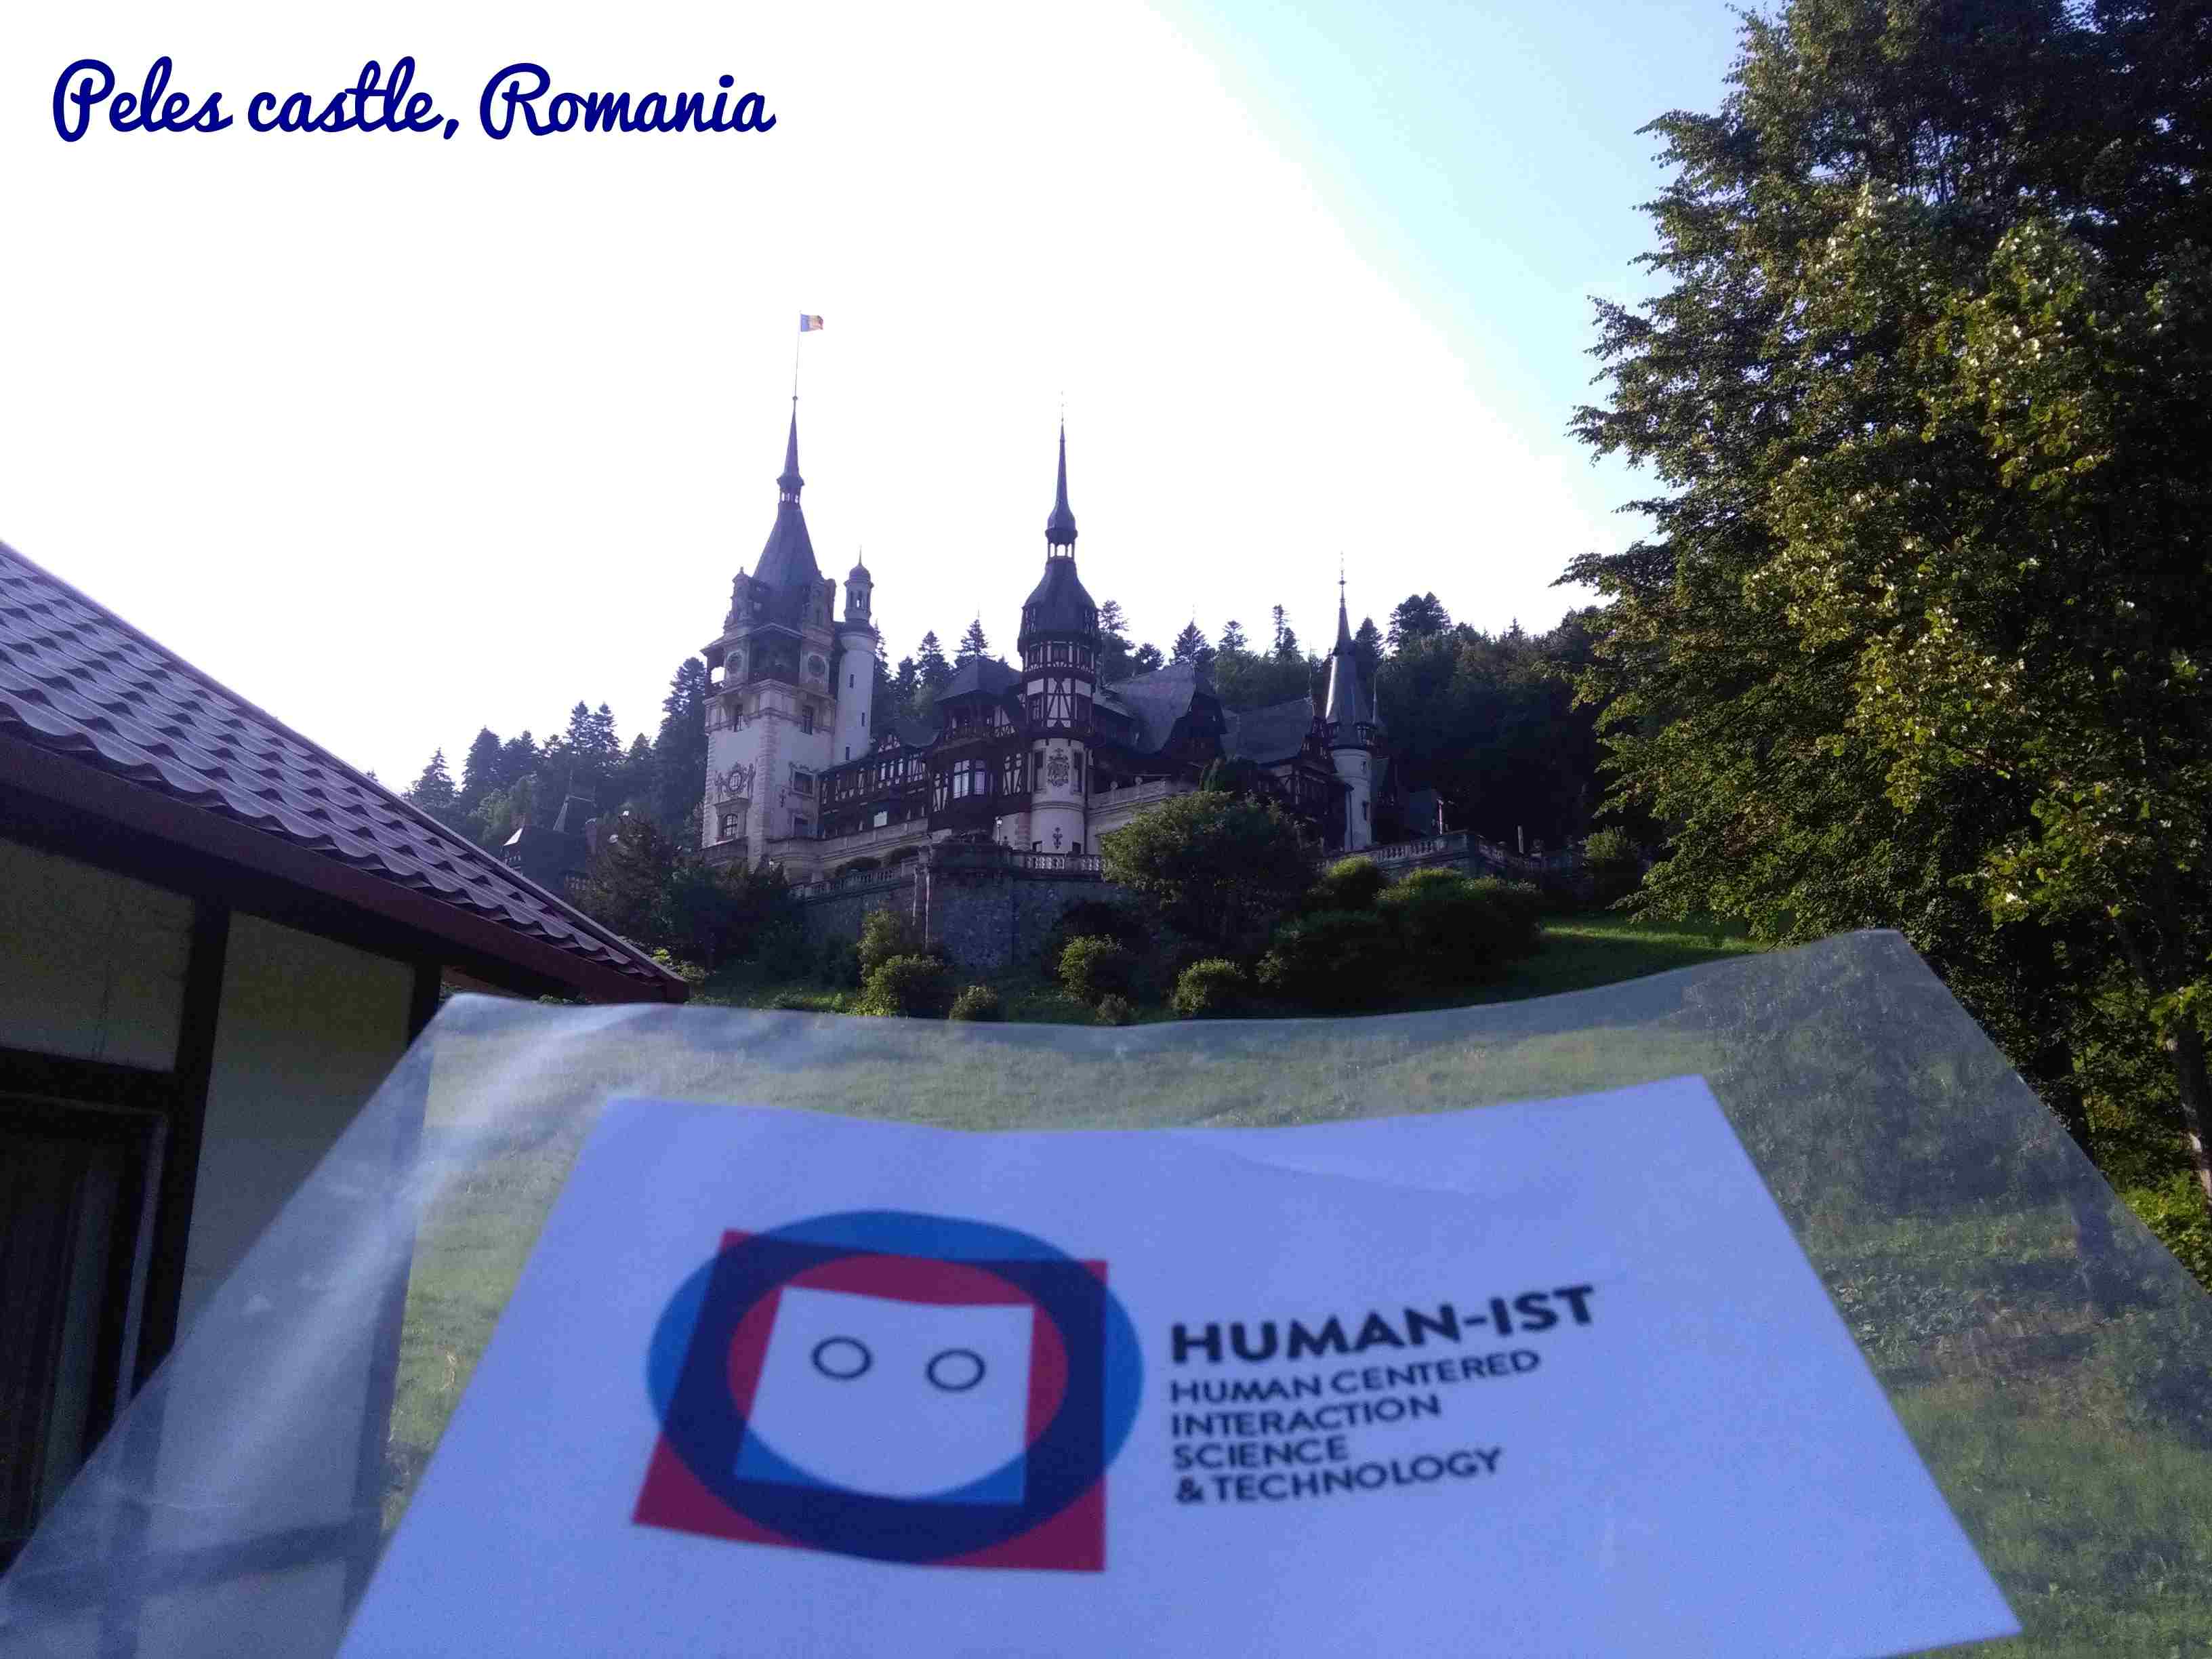 Peles castle, Romania
HUMAN-IST
HUMAN CENTERED
INTERACTION
SCIENCE
& TECHNOLOGY